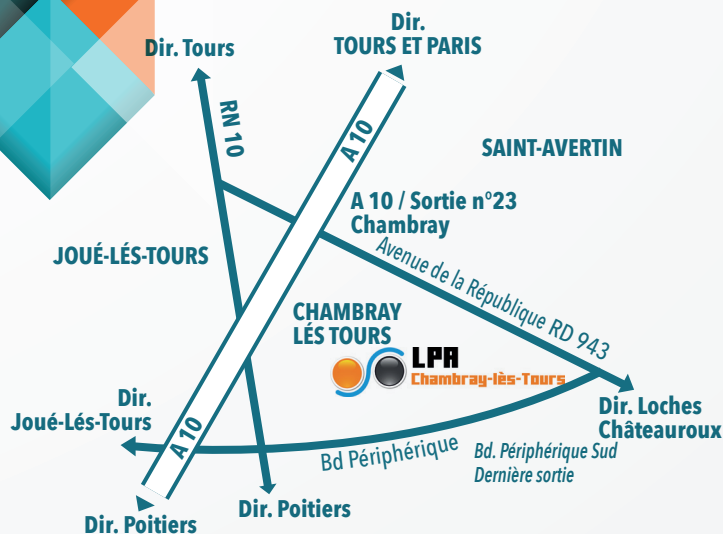 Dir.
TOURS ET PARIS
Dir. Tours
RN 10
A 10
SAINT-AVERTIN
A 10 / Sortie n°23
Chambray
Avenue de la République RD 943
JOUÉ-LÉS-TOURS
CHAMBRAY
LÉS TOURS
LPA
Chambray-lès-Tours
Dir.
Joué-Lés-Tours
A 10
Dir. Loches
Châteauroux
Bd Périphérique
Bd. Périphérique Sud
Dernière sortie
Dir. Poitiers
Dir. Poitiers